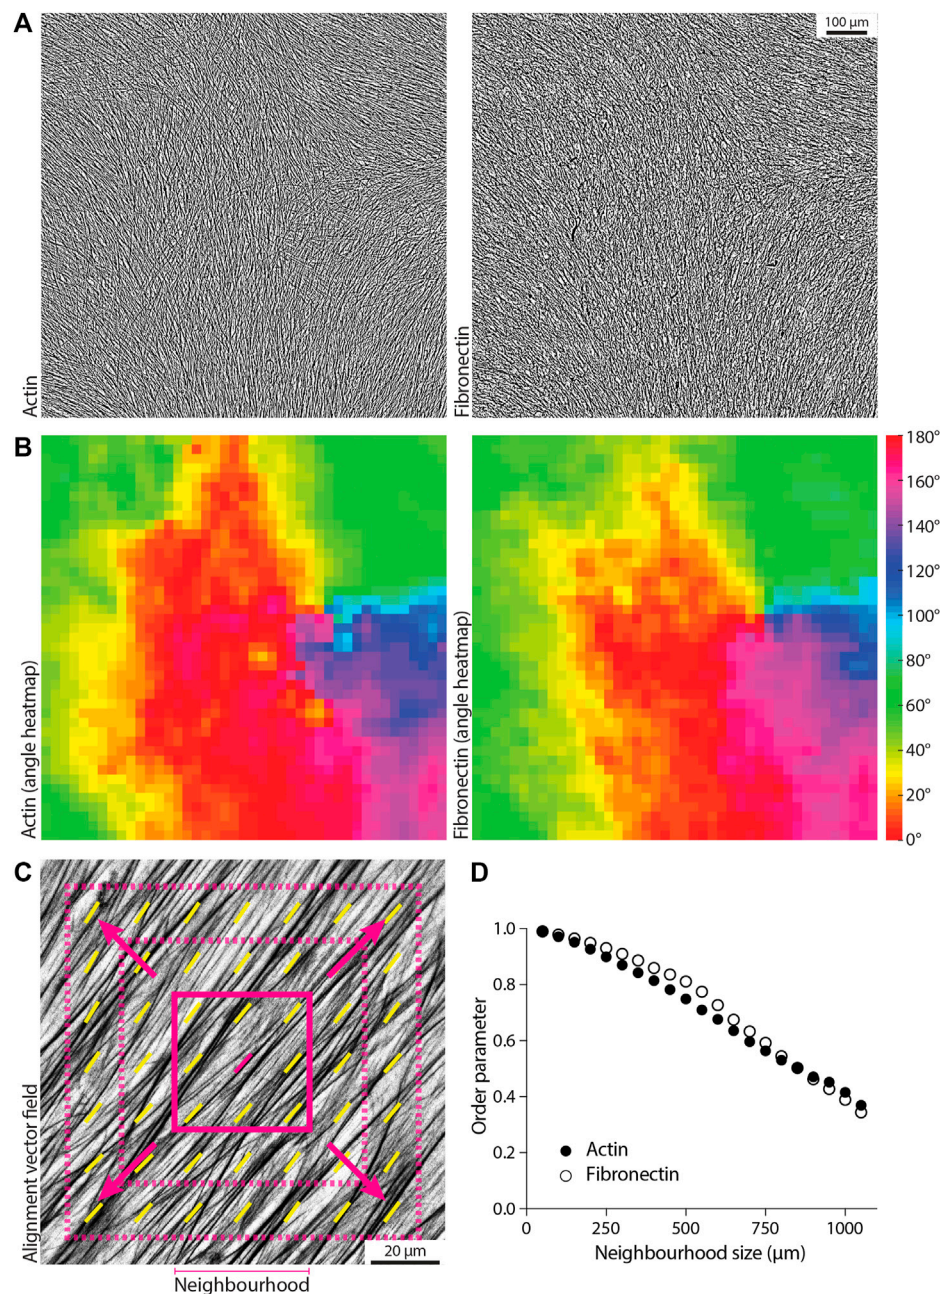 A
Actin
Fibronectin
100 µm
B
Actin (angle heatmap)
Fibronectin (angle heatmap)
180°
160°
140°
120°
100°
80°
60°
40°
20°
0°
C
Alignment vector field
20 µm
Neighbourhood
D
Order parameter
1.0
0.8
0.6
0.4
0.2
0.0
Actin
Fibronectin
0
250
500
750
1000
Neighbourhood size (µm)